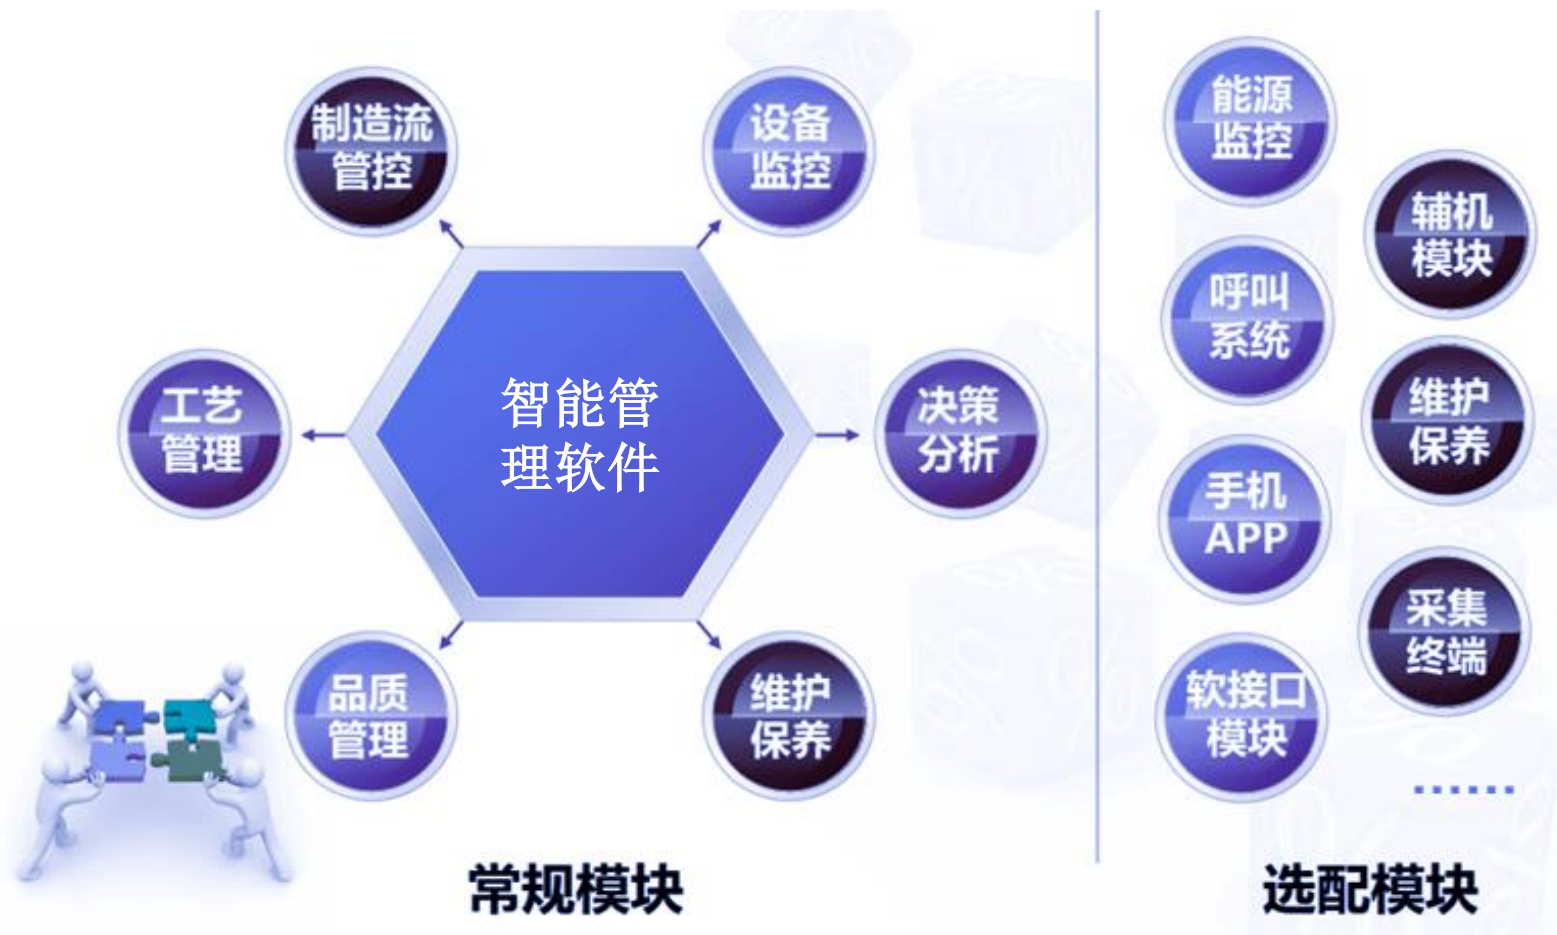 制造流
管控
设备
监控
工艺
管理
智能管
理软件
决策
分析
品质
管理
维护
保养
常规模块
能源
监控
辅机
模块
呼叫
系统
维护
保养
手机
APP
采集
终端
软接口
模块
······
选配模块